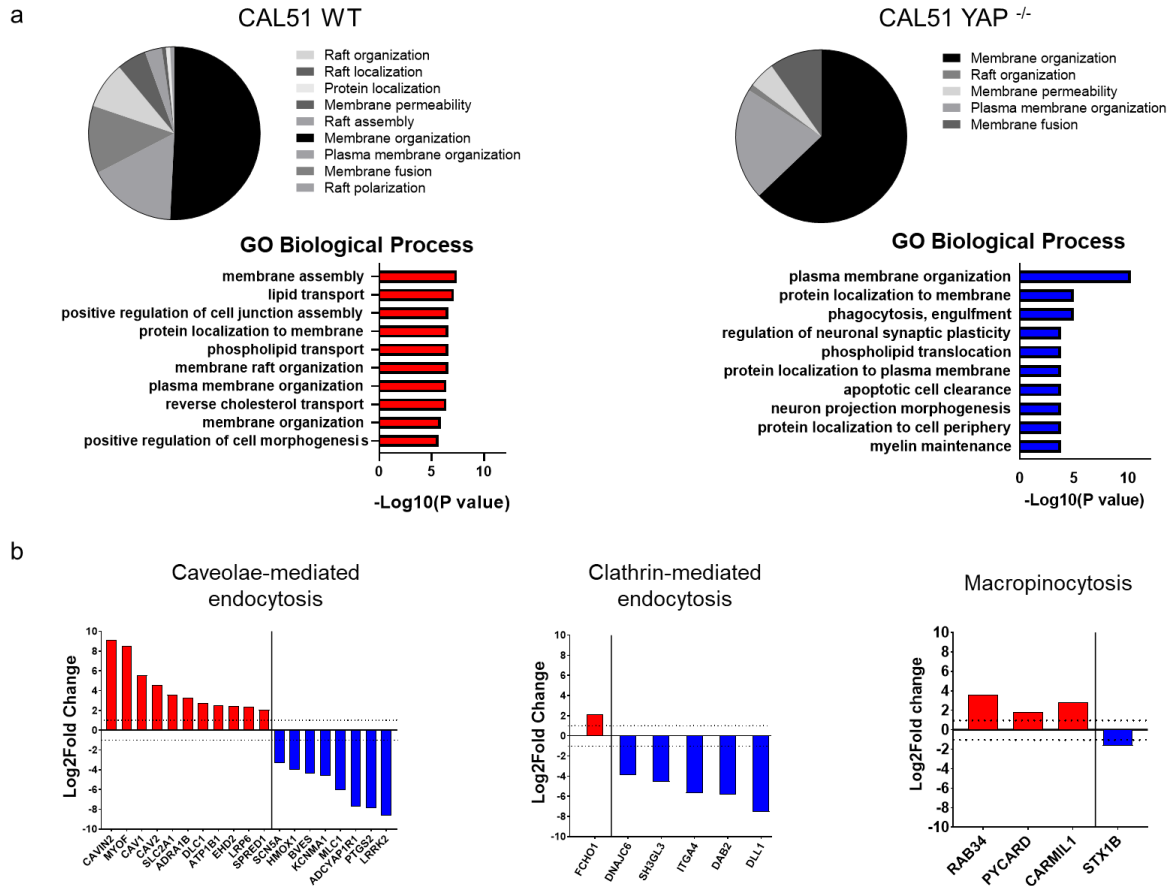 a
CAL51 WT
Raft organization
Raft localization
Protein localization
Membrane permeability
Raft assembly
Membrane organization
Plasma membrane organization
Membrane fusion
Raft polarization
CAL51 YAP -/-
Membrane organization
Raft organization
Membrane permeability
Plasma membrane organization
Membrane fusion
GO Biological Process
membrane assembly
lipid transport
positive regulation of cell junction assembly
protein localization to membrane
phospholipid transport
membrane raft organization
plasma membrane organization
reverse cholesterol transport
membrane organization
positive regulation of cell morphogenesis
0 5 10
-Log10(P value)
GO Biological Process
plasma membrane organization
protein localization to membrane
phagocytosis, engulfment
regulation of neuronal synaptic plasticity
phospholipid translocation
protein localization to plasma membrane
apoptotic cell clearance
neuron projection morphogenesis
protein localization to cell periphery
myelin maintenance
0 5 10
-Log10(P value)
b
Caveolae-mediated
endocytosis
Log2Fold Change
10
8
6
4
2
0
-2
-4
-6
-8
-10
CAVIN2
MYOF
CAV1
CAV2
SLC2A1
ADRA1B
DLC1
ATP1B1
EHD2
LRP6
SPRED1
SCN5A
HMOX1
BVES
KCNMA1
MLC1
ADCYAP1R1
PTGS2
LRRK2
Clathrin-mediated
endocytosis
Log2Fold Change
10
8
6
4
2
0
-2
-4
-6
-8
-10
FCHO1
DNAJC6
SH3GL3
ITGA4
DAB2
DLL1
Macropinocytosis
Log2Fold change
10
8
6
4
2
0
-2
-4
-6
-8
-10
RAB34
PYCARD
CARMIL1
STX1B